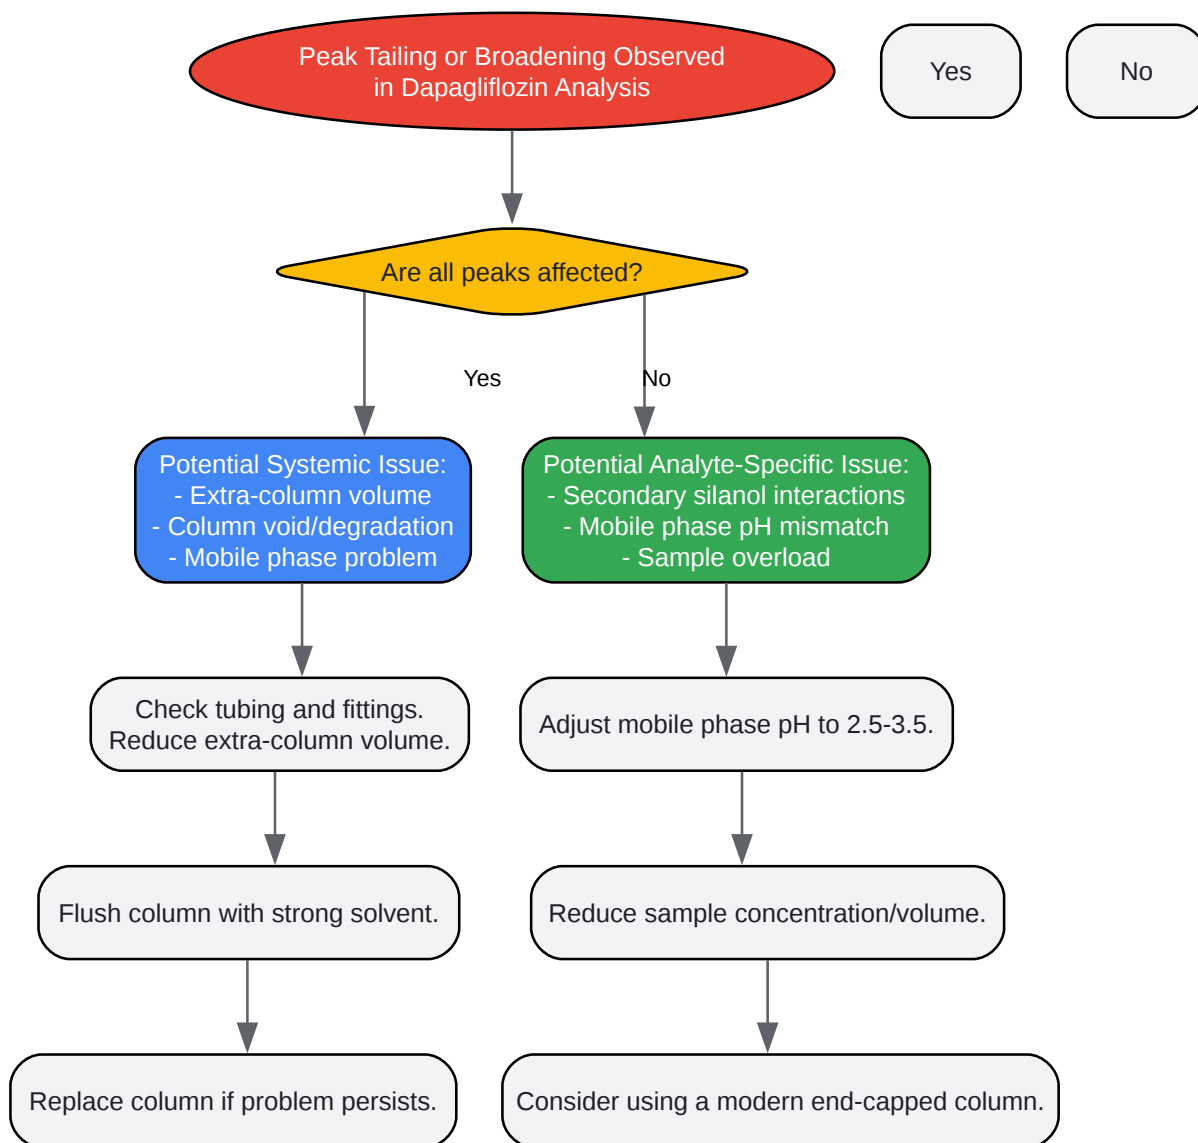 Peak Tailing or Broadening Observed
in Dapagliflozin Analysis
Yes
No
Are all peaks affected?
Yes
No
Potential Systemic Issue:
- Extra-column volume
- Column void/degradation
- Mobile phase problem
Potential Analyte-Specific Issue:
- Secondary silanol interactions
- Mobile phase pH mismatch
- Sample overload
Check tubing and fittings.
Reduce extra-column volume.
Adjust mobile phase pH to 2.5-3.5.
Flush column with strong solvent.
Reduce sample concentration/volume.
Replace column if problem persists.
Consider using a modern end-capped column.